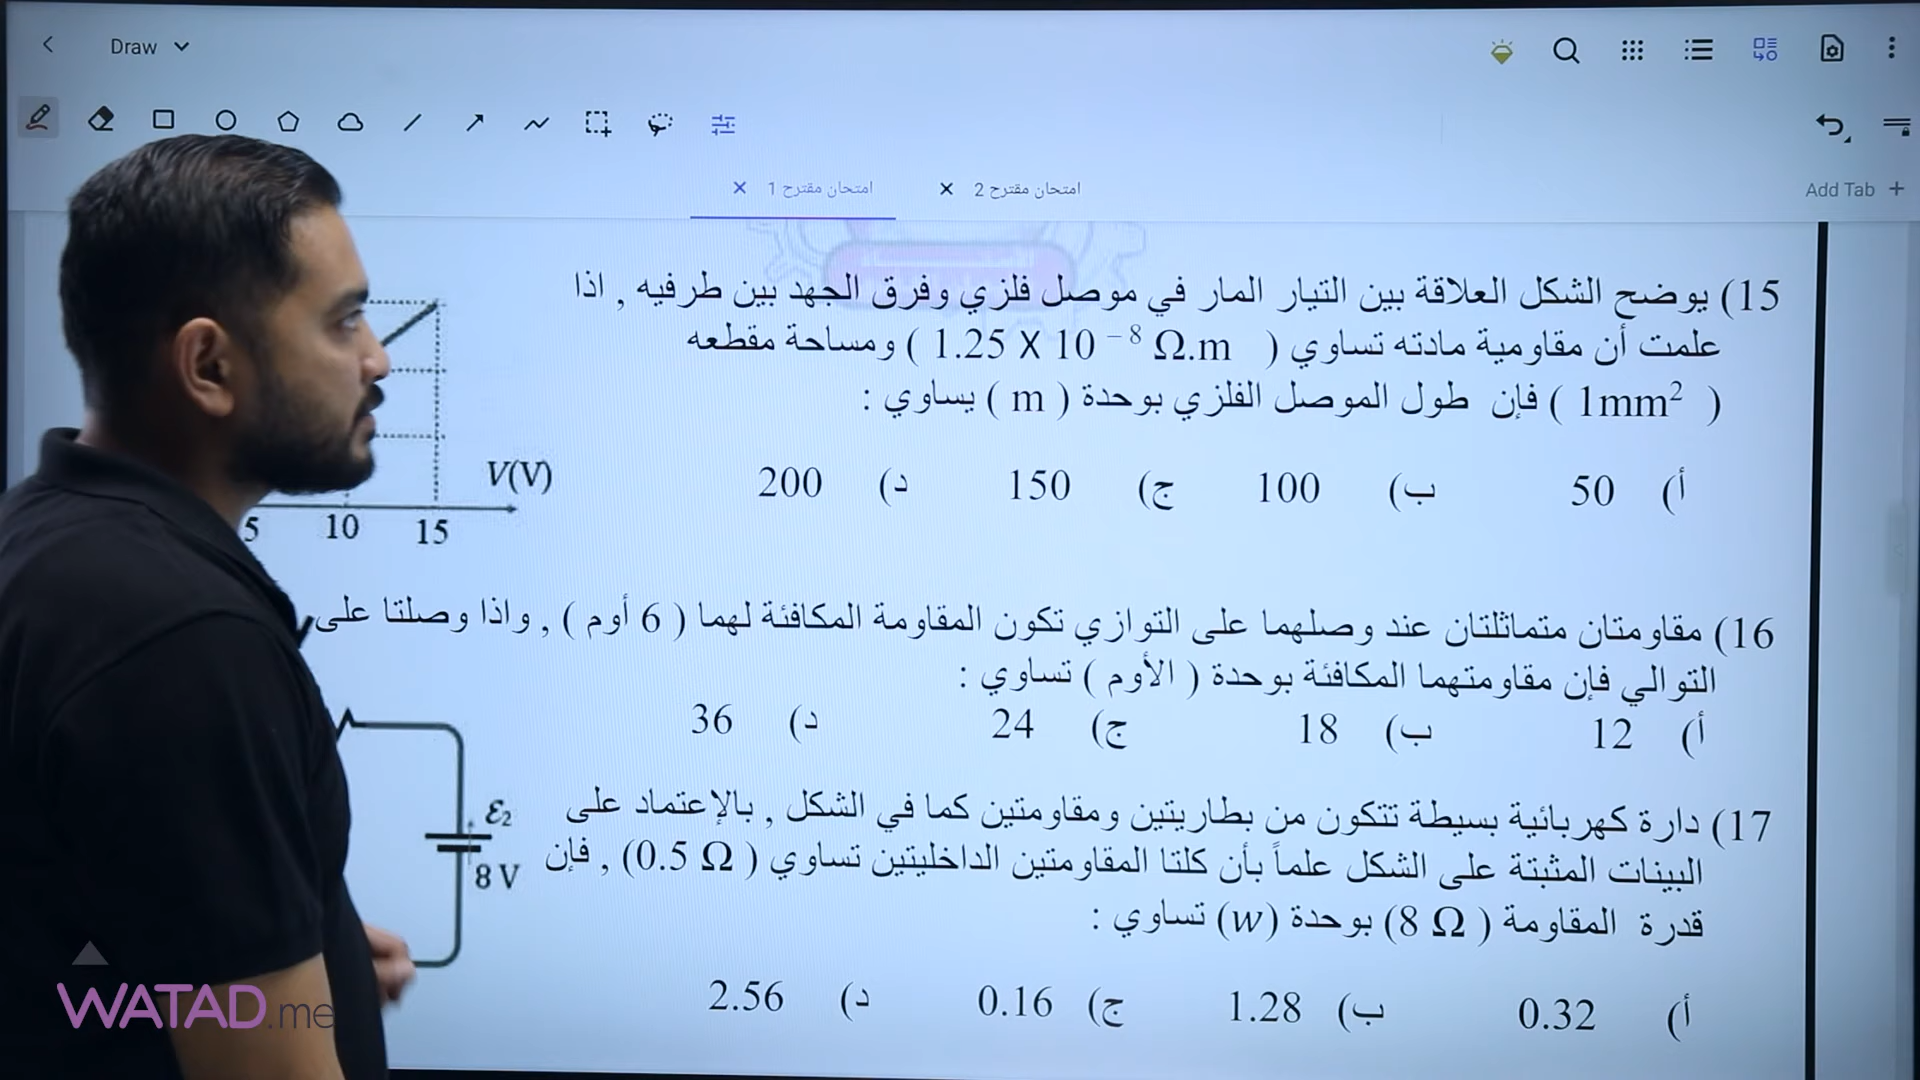 Draw
امتحان مقترح 1
امتحان مقترح 2
Add Tab
15) يوضح الشكل العلاقة بين التيار المار في موصل فلزي وفرق الجهد بين طرفيه , اذا
علمت أن مقاومية مادته تساوي ( 1.25 X 10 ⁻⁸ Ω.m ) ومساحة مقطعه
( 1mm² ) فإن طول الموصل الفلزي بوحدة ( m ) يساوي :
أ) 50 ب) 100 ج) 150 د) 200
V(V)
5 10 15
16) مقاومتان متماثلتان عند وصلهما على التوازي تكون المقاومة المكافئة لهما ( 6 أوم ) , واذا وصلتا على
التوالي فإن مقاومتهما المكافئة بوحدة ( الأوم ) تساوي :
أ) 12 ب) 18 ج) 24 د) 36
17) دارة كهربائية بسيطة تتكون من بطاريتين ومقاومتين كما في الشكل , بالإعتماد على
البينات المثبتة على الشكل علماً بأن كلتا المقاومتين الداخليتين تساوي ( 0.5 Ω) , فإن
قدرة المقاومة ( 8 Ω) بوحدة (w) تساوي :
أ) 0.32 ب) 1.28 ج) 0.16 د) 2.56
ε₂
8 V
WATAD.me